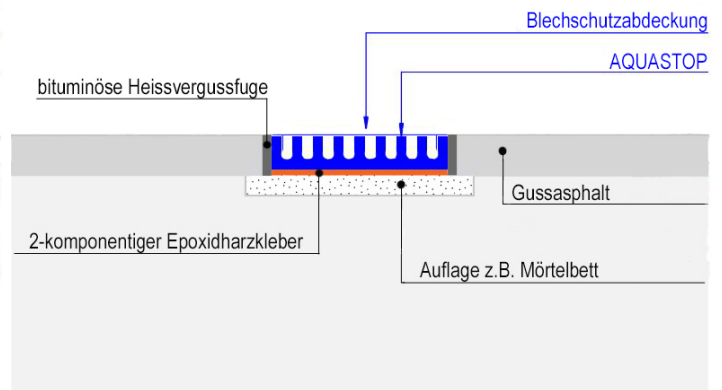 Blechschutzabdeckung
AQUASTOP
bituminöse Heissvergussfuge
Gussasphalt
2-komponentiger Epoxidharzkleber
Auflage z.B. Mörtelbett